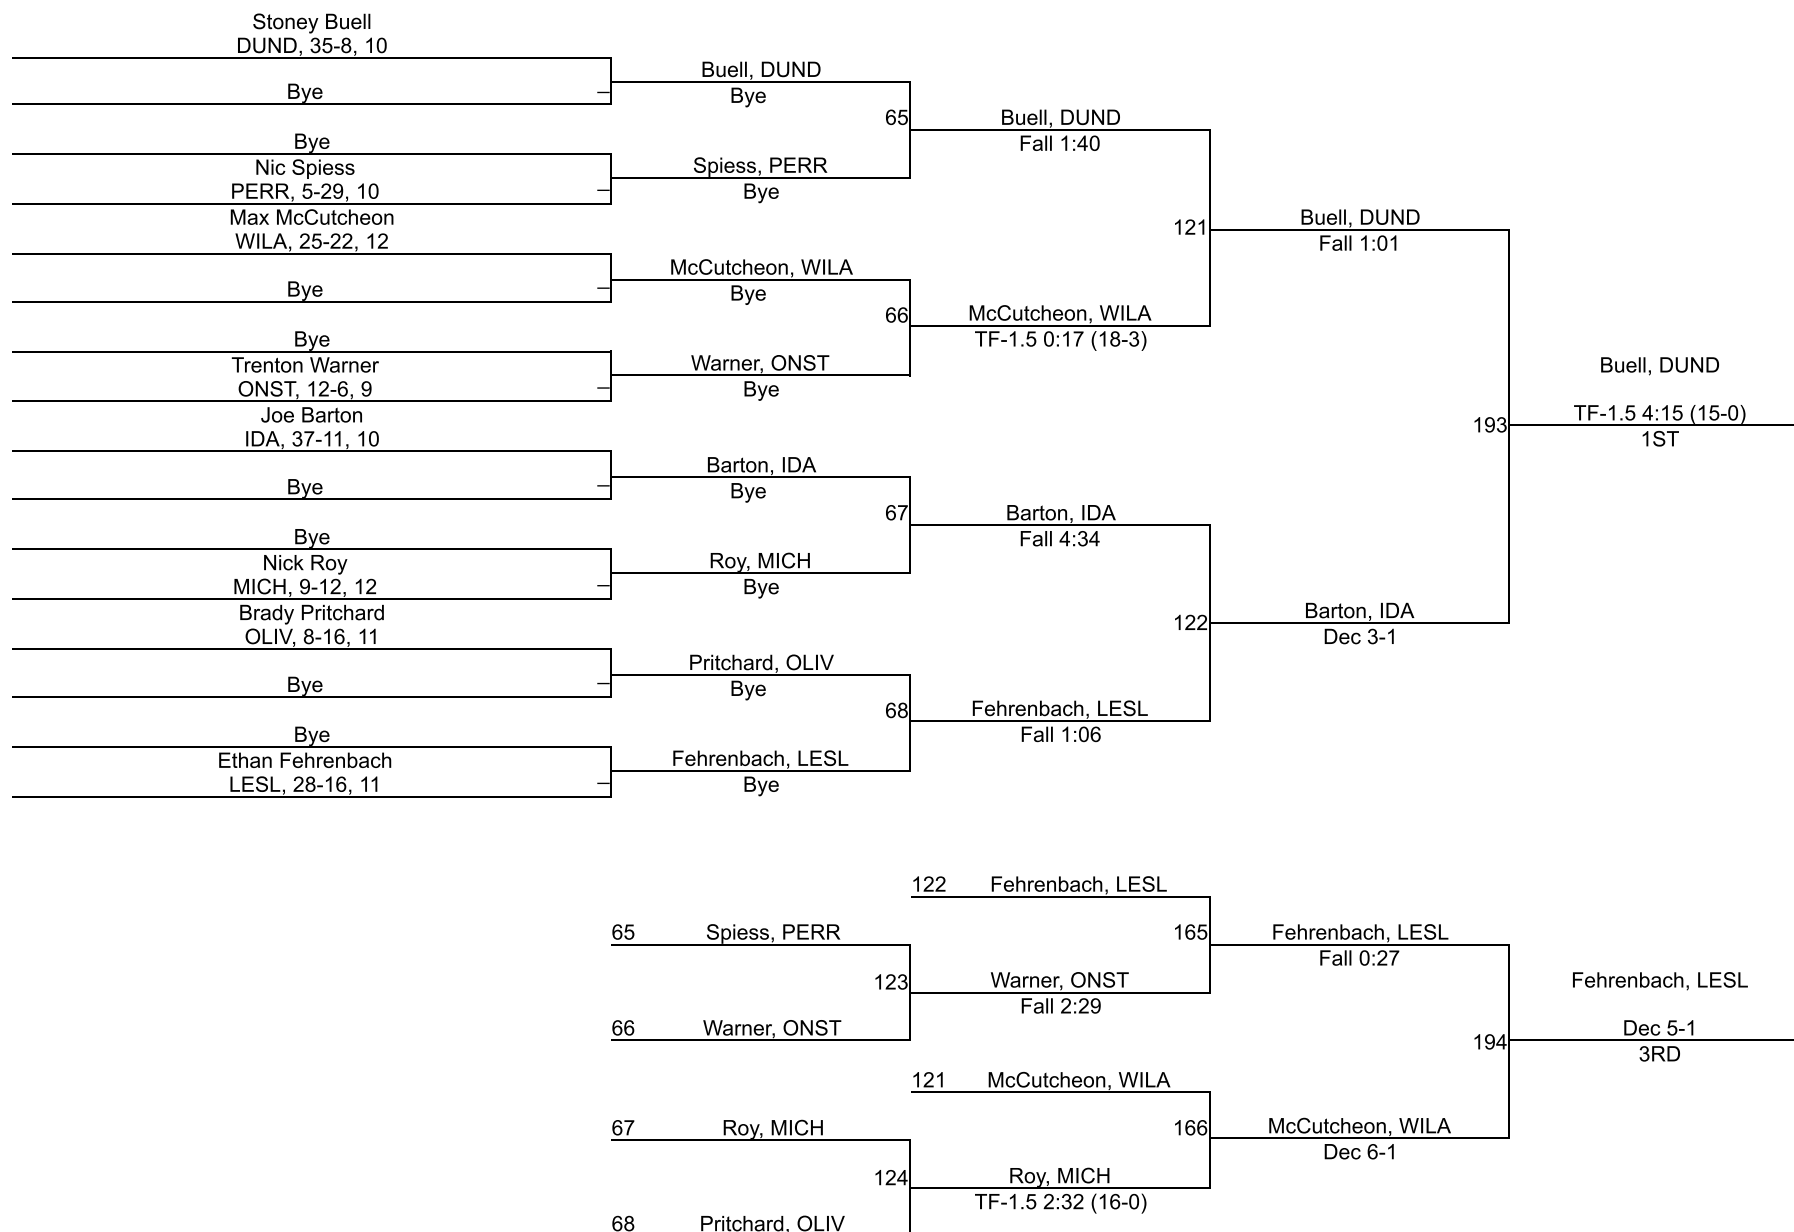 Stoney Buell
DUND, 35-8, 10
Bye
Bye
Nic Spiess
PERR, 5-29, 10
Max McCutcheon
WILA, 25-22, 12
Bye
Bye
Trenton Warner
ONST, 12-6, 9
Joe Barton
IDA, 37-11, 10
Bye
Bye
Nick Roy
MICH, 9-12, 12
Brady Pritchard
OLIV, 8-16, 11
Bye
Bye
Ethan Fehrenbach
LESL, 28-16, 11
Buell, DUND
Bye
65
Spiess, PERR
Bye
McCutcheon, WILA
Bye
66
Warner, ONST
Bye
Barton, IDA
Bye
67
Roy, MICH
Bye
Pritchard, OLIV
Bye
68
Fehrenbach, LESL
Bye
Buell, DUND
Fall 1:40
121
McCutcheon, WILA
TF-1.5 0:17 (18-3)
Barton, IDA
Fall 4:34
122
Fehrenbach, LESL
Fall 1:06
Buell, DUND
Fall 1:01
193
Barton, IDA
Dec 3-1
Buell, DUND
TF-1.5 4:15 (15-0)
1ST
122 Fehrenbach, LESL
65 Spiess, PERR
123
66 Warner, ONST
Warner, ONST
Fall 2:29
165
121 McCutcheon, WILA
67 Roy, MICH
124
68 Pritchard, OLIV
Roy, MICH
TF-1.5 2:32 (16-0)
166
Fehrenbach, LESL
Fall 0:27
194
McCutcheon, WILA
Dec 6-1
Fehrenbach, LESL
Dec 5-1
3RD